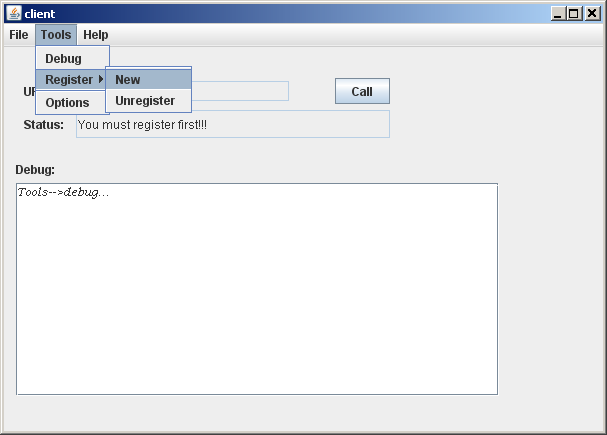 client
File Tools Help
Debug
Register New
Call
Options Unregister
Status: You must register first!!!
Debug:
Tools-->debug...